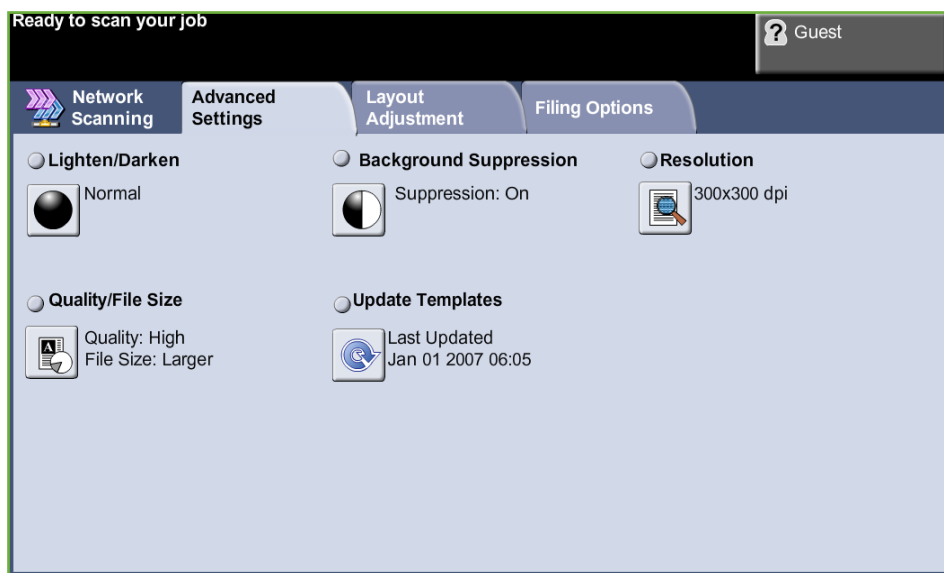 Ready to scan your job
? Guest
Network
Scanning
Advanced
Settings
Layout
Adjustment
Filing Options
Lighten/Darken
Normal
Background Suppression
Suppression: On
Resolution
300x300 dpi
Quality/File Size
Quality: High
File Size: Larger
Update Templates
Last Updated
Jan 01 2007 06:05